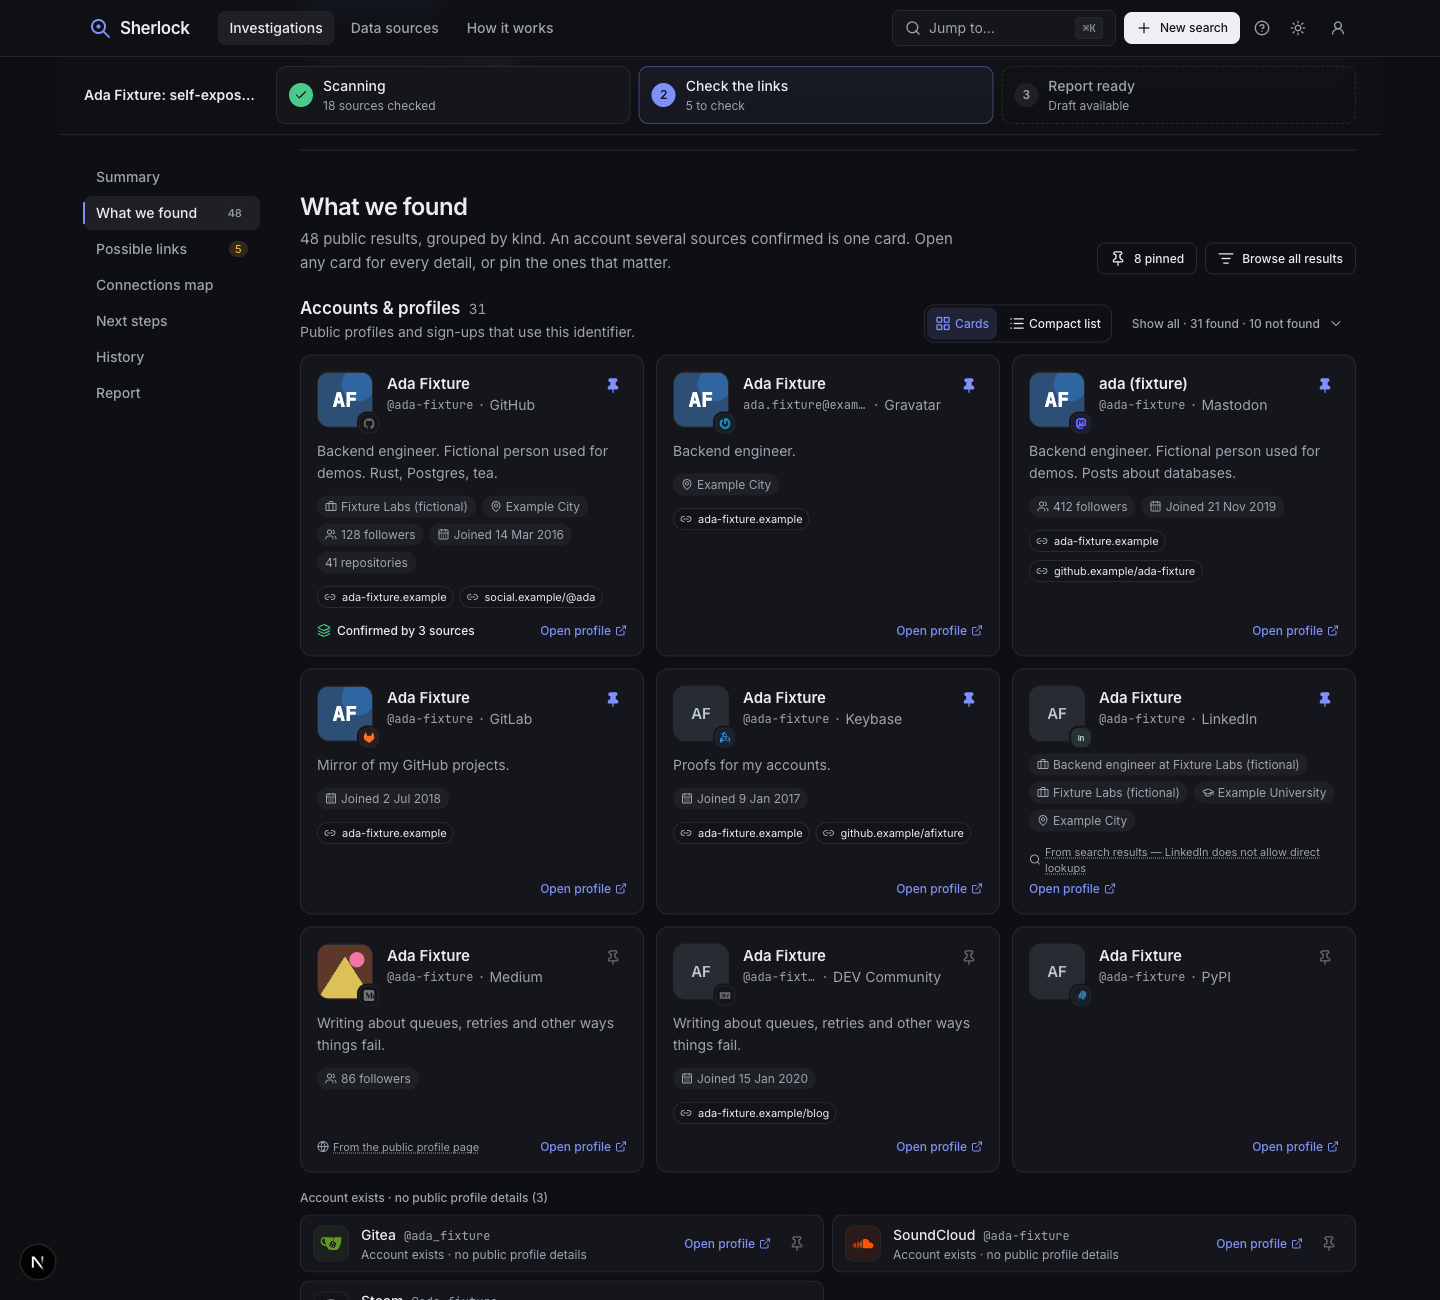 Sherlock
Investigations
Data sources
How it works
Jump to...
⌘K
New search
Ada Fixture: self-expos...
Scanning
18 sources checked
2
Check the links
5 to check
3
Report ready
Draft available
Summary
What we found 48
Possible links 5
Connections map
Next steps
History
Report
What we found
48 public results, grouped by kind. An account several sources confirmed is one card. Open
any card for every detail, or pin the ones that matter.
8 pinned
Browse all results
Accounts & profiles 31
Public profiles and sign-ups that use this identifier.
Cards
Compact list
Show all · 31 found · 10 not found
AF
Ada Fixture
@ada-fixture · GitHub
Backend engineer. Fictional person used for
demos. Rust, Postgres, tea.
Fixture Labs (fictional)
Example City
128 followers
Joined 14 Mar 2016
41 repositories
ada-fixture.example
social.example/@ada
Confirmed by 3 sources
Open profile
AF
Ada Fixture
ada.fixture@exam… · Gravatar
Backend engineer.
Example City
ada-fixture.example
Open profile
AF
ada (fixture)
@ada-fixture · Mastodon
Backend engineer. Fictional person used for
demos. Posts about databases.
412 followers
Joined 21 Nov 2019
ada-fixture.example
github.example/ada-fixture
Open profile
AF
Ada Fixture
@ada-fixture · GitLab
Mirror of my GitHub projects.
Joined 2 Jul 2018
ada-fixture.example
Open profile
AF
Ada Fixture
@ada-fixture · Keybase
Proofs for my accounts.
Joined 9 Jan 2017
ada-fixture.example
github.example/afixture
Open profile
AF
in
Ada Fixture
@ada-fixture · LinkedIn
Backend engineer at Fixture Labs (fictional)
Fixture Labs (fictional)
Example University
Example City
From search results — LinkedIn does not allow direct
lookups
Open profile
Ada Fixture
@ada-fixture · Medium
Writing about queues, retries and other ways
things fail.
86 followers
From the public profile page
Open profile
AF
Ada Fixture
@ada-fixt… · DEV Community
Writing about queues, retries and other ways
things fail.
Joined 15 Jan 2020
ada-fixture.example/blog
Open profile
AF
Ada Fixture
@ada-fixture · PyPI
Open profile
Account exists · no public profile details (3)
Gitea @ada_fixture
Account exists · no public profile details
Open profile
SoundCloud @ada-fixture
Account exists · no public profile details
Open profile
N